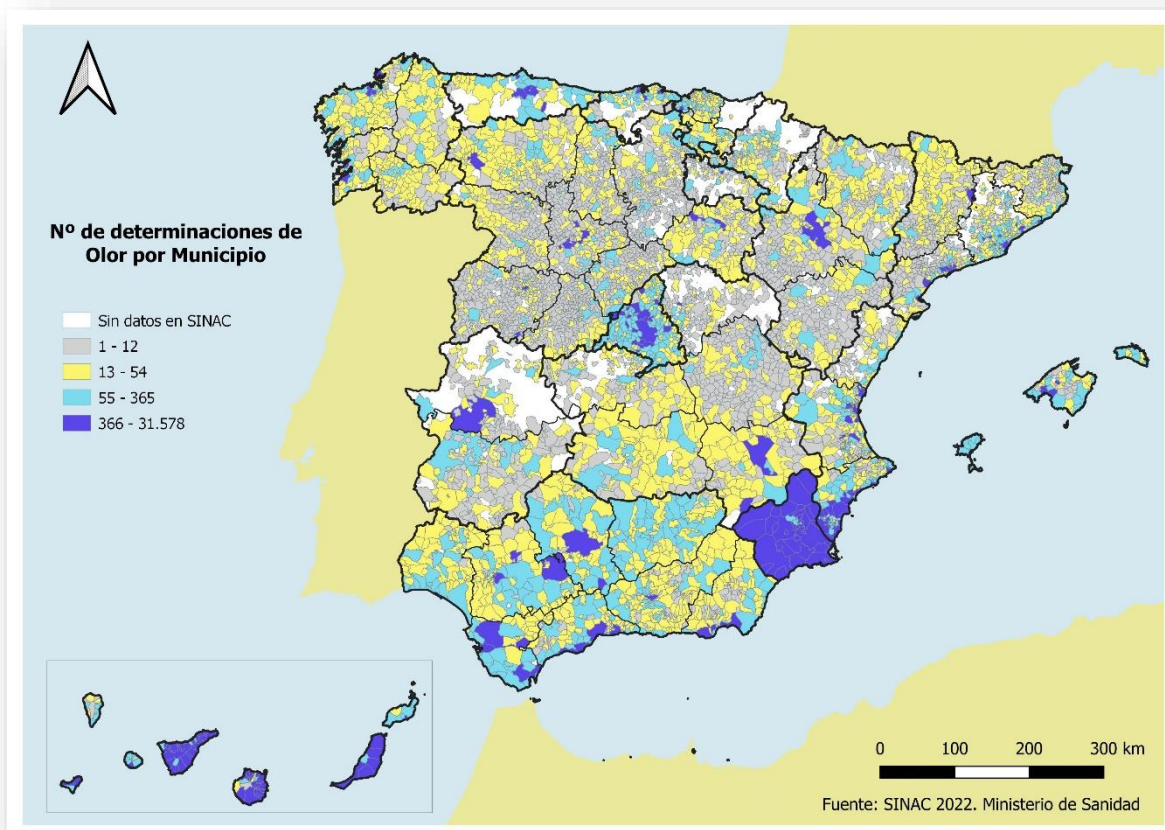 Nº de determinaciones de
Olor por Municipio
Sin datos en SINAC
1 - 12
13 - 54
55 - 365
366 - 31.578
0 100 200 300 km
Fuente: SINAC 2022. Ministerio de Sanidad